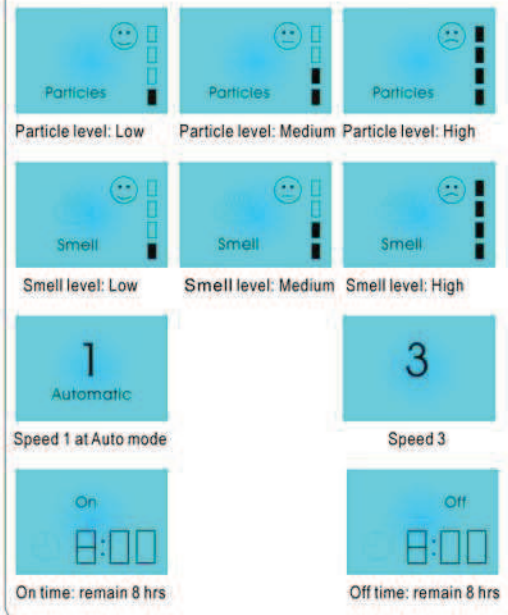 Particles
Particles
Particles
Particle level: Low
Particle level: Medium
Particle level: High
Smell
Smell
Smell
Smell level: Low
Smell level: Medium
Smell level: High
1
Automatic
3
Speed 1 at Auto mode
Speed 3
On
Off
8:00
8:00
On time: remain 8 hrs
Off time: remain 8 hrs